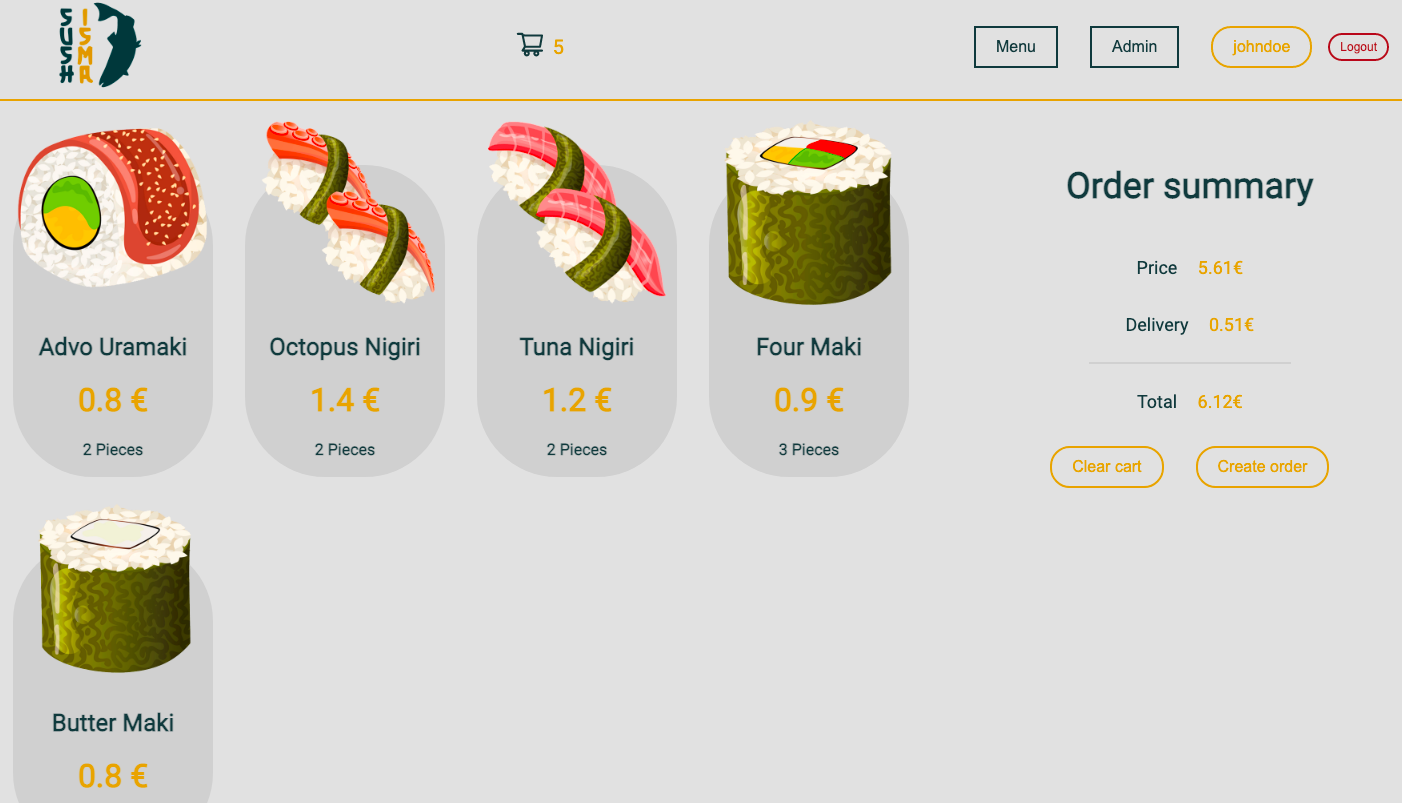 SUSH
ISMR
5
Menu
Admin
johndoe
Logout
Advo Uramaki
0.8 €
2 Pieces
Octopus Nigiri
1.4 €
2 Pieces
Tuna Nigiri
1.2 €
2 Pieces
Four Maki
0.9 €
3 Pieces
Butter Maki
0.8 €
Order summary
Price 5.61€
Delivery 0.51€
Total 6.12€
Clear cart
Create order